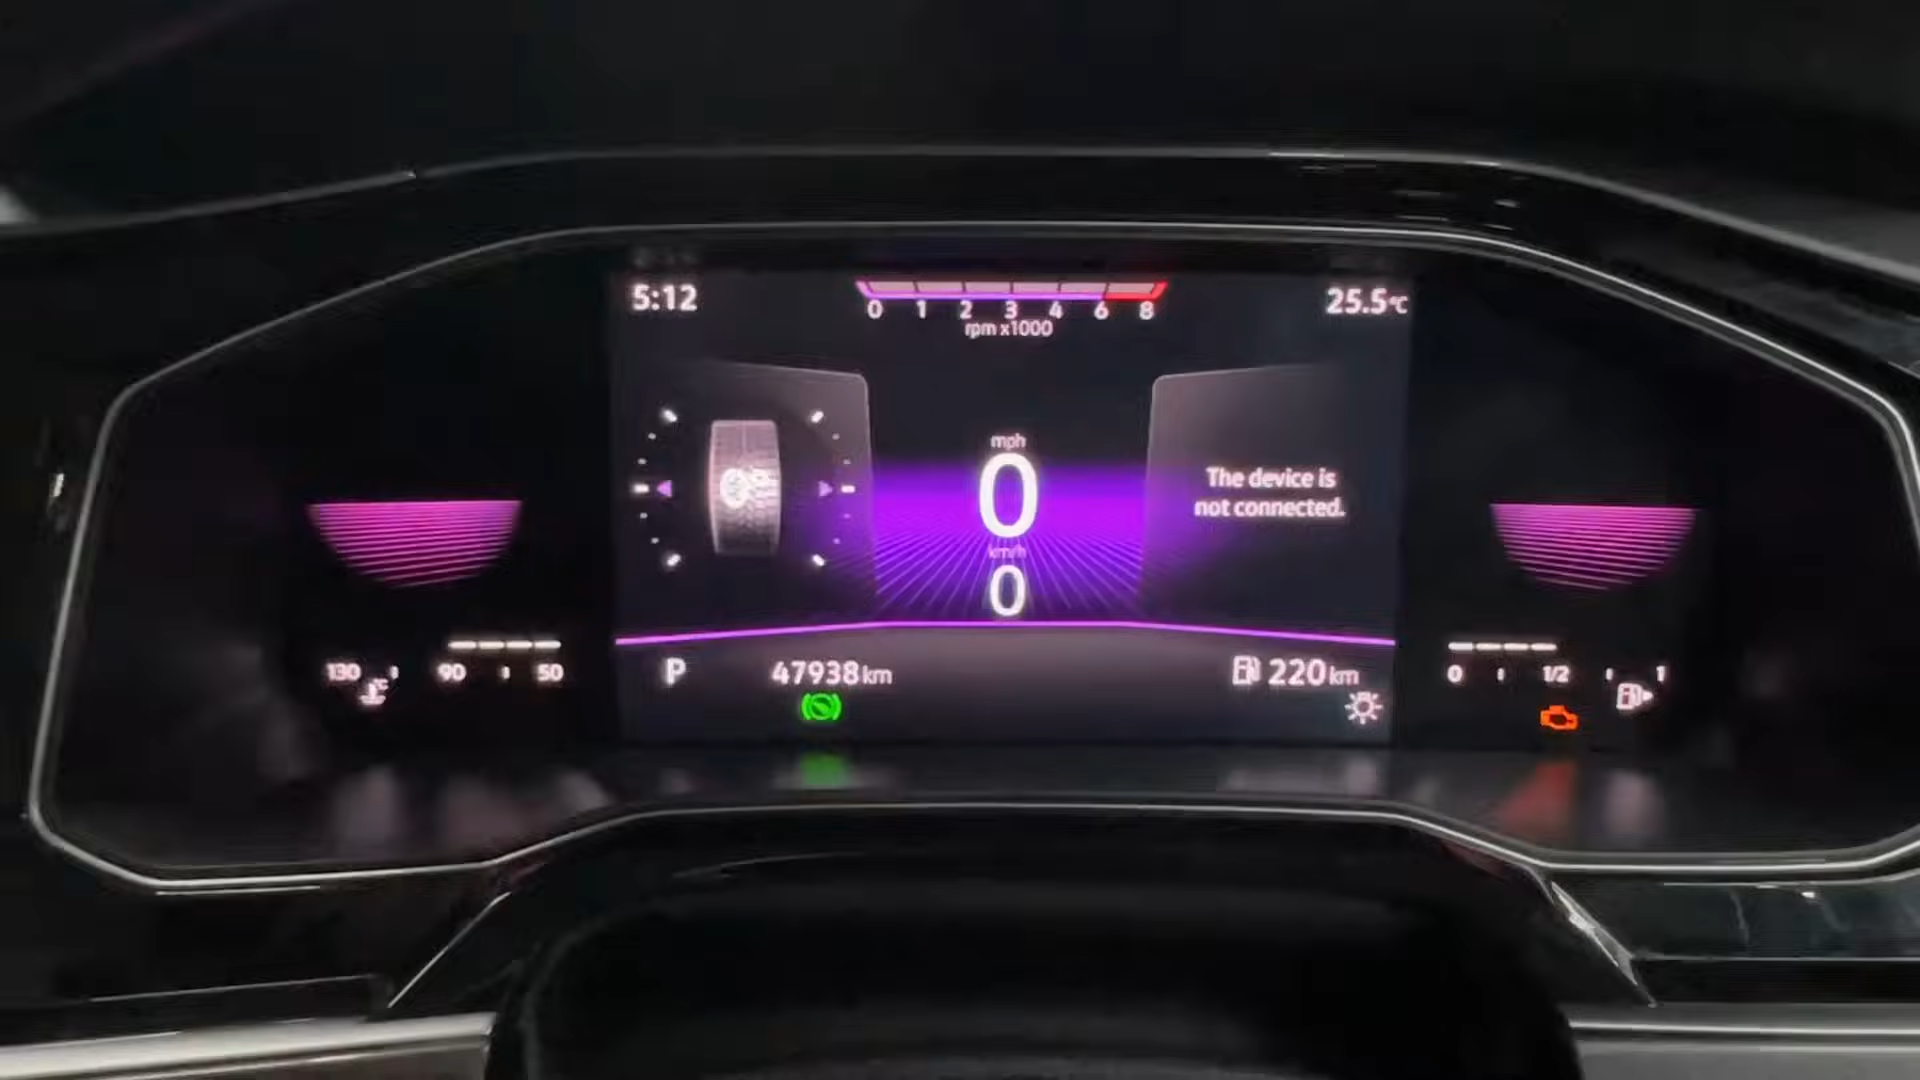 5:12
0 1 2 3 4 6 8
rpm x1000
25.5°C
mph
0
km/h
0
The device is
not connected.
130 90 50
°C
P
47938 km
220 km
0 1/2 1